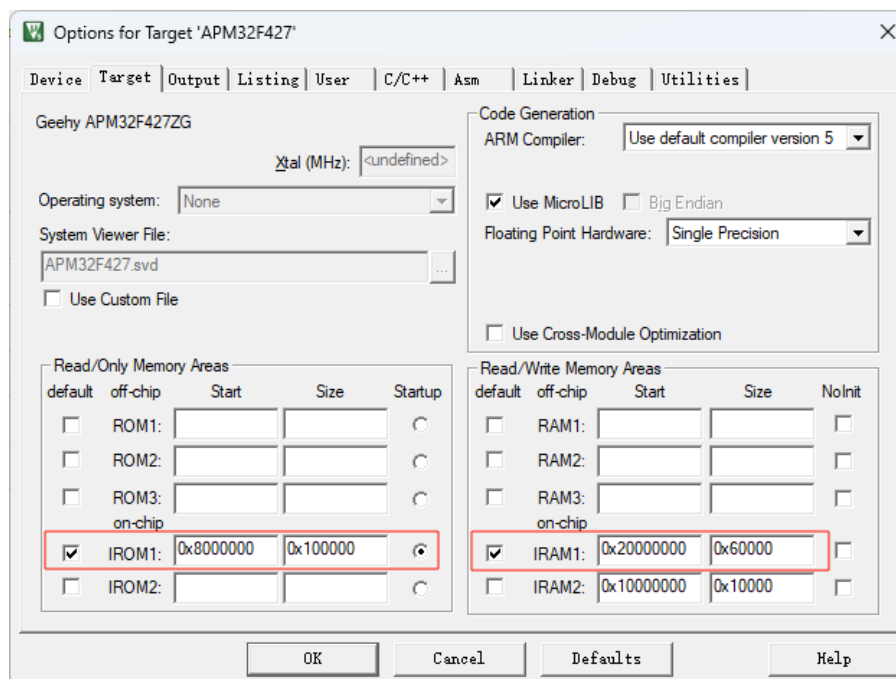 Options for Target 'APM32F427'
Device Target Output Listing User C/C++ Asm Linker Debug Utilities
Geehy APM32F427ZG
Xtal (MHz): <undefined>
Operating system: None
System Viewer File:
APM32F427.svd
...
Use Custom File
Code Generation
ARM Compiler: Use default compiler version 5
Use MicroLIB Big Endian
Floating Point Hardware: Single Precision
Use Cross-Module Optimization
Read/Only Memory Areas
default off-chip Start Size Startup
ROM1:
ROM2:
ROM3:
on-chip
IROM1: 0x8000000 0x100000
IROM2:
Read/Write Memory Areas
default off-chip Start Size NoInit
RAM1:
RAM2:
RAM3:
on-chip
IRAM1: 0x20000000 0x60000
IRAM2: 0x10000000 0x10000
OK Cancel Defaults Help